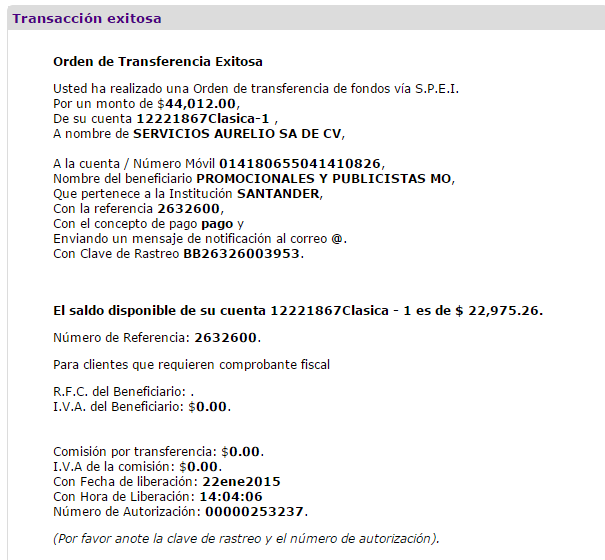 Transacción exitosa
Orden de Transferencia Exitosa
Usted ha realizado una Orden de transferencia de fondos vía S.P.E.I.
Por un monto de $44,012.00,
De su cuenta 12221867Clasica-1 ,
A nombre de SERVICIOS AURELIO SA DE CV,
A la cuenta / Número Móvil 014180655041410826,
Nombre del beneficiario PROMOCIONALES Y PUBLICISTAS MO,
Que pertenece a la Institución SANTANDER,
Con la referencia 2632600,
Con el concepto de pago pago y
Enviando un mensaje de notificación al correo @.
Con Clave de Rastreo BB26326003953.
El saldo disponible de su cuenta 12221867Clasica - 1 es de $ 22,975.26.
Número de Referencia: 2632600.
Para clientes que requieren comprobante fiscal
R.F.C. del Beneficiario: .
I.V.A. del Beneficiario: $0.00.
Comisión por transferencia: $0.00.
I.V.A de la comisión: $0.00.
Con Fecha de liberación: 22ene2015
Con Hora de Liberación: 14:04:06
Número de Autorización: 00000253237.
(Por favor anote la clave de rastreo y el número de autorización).